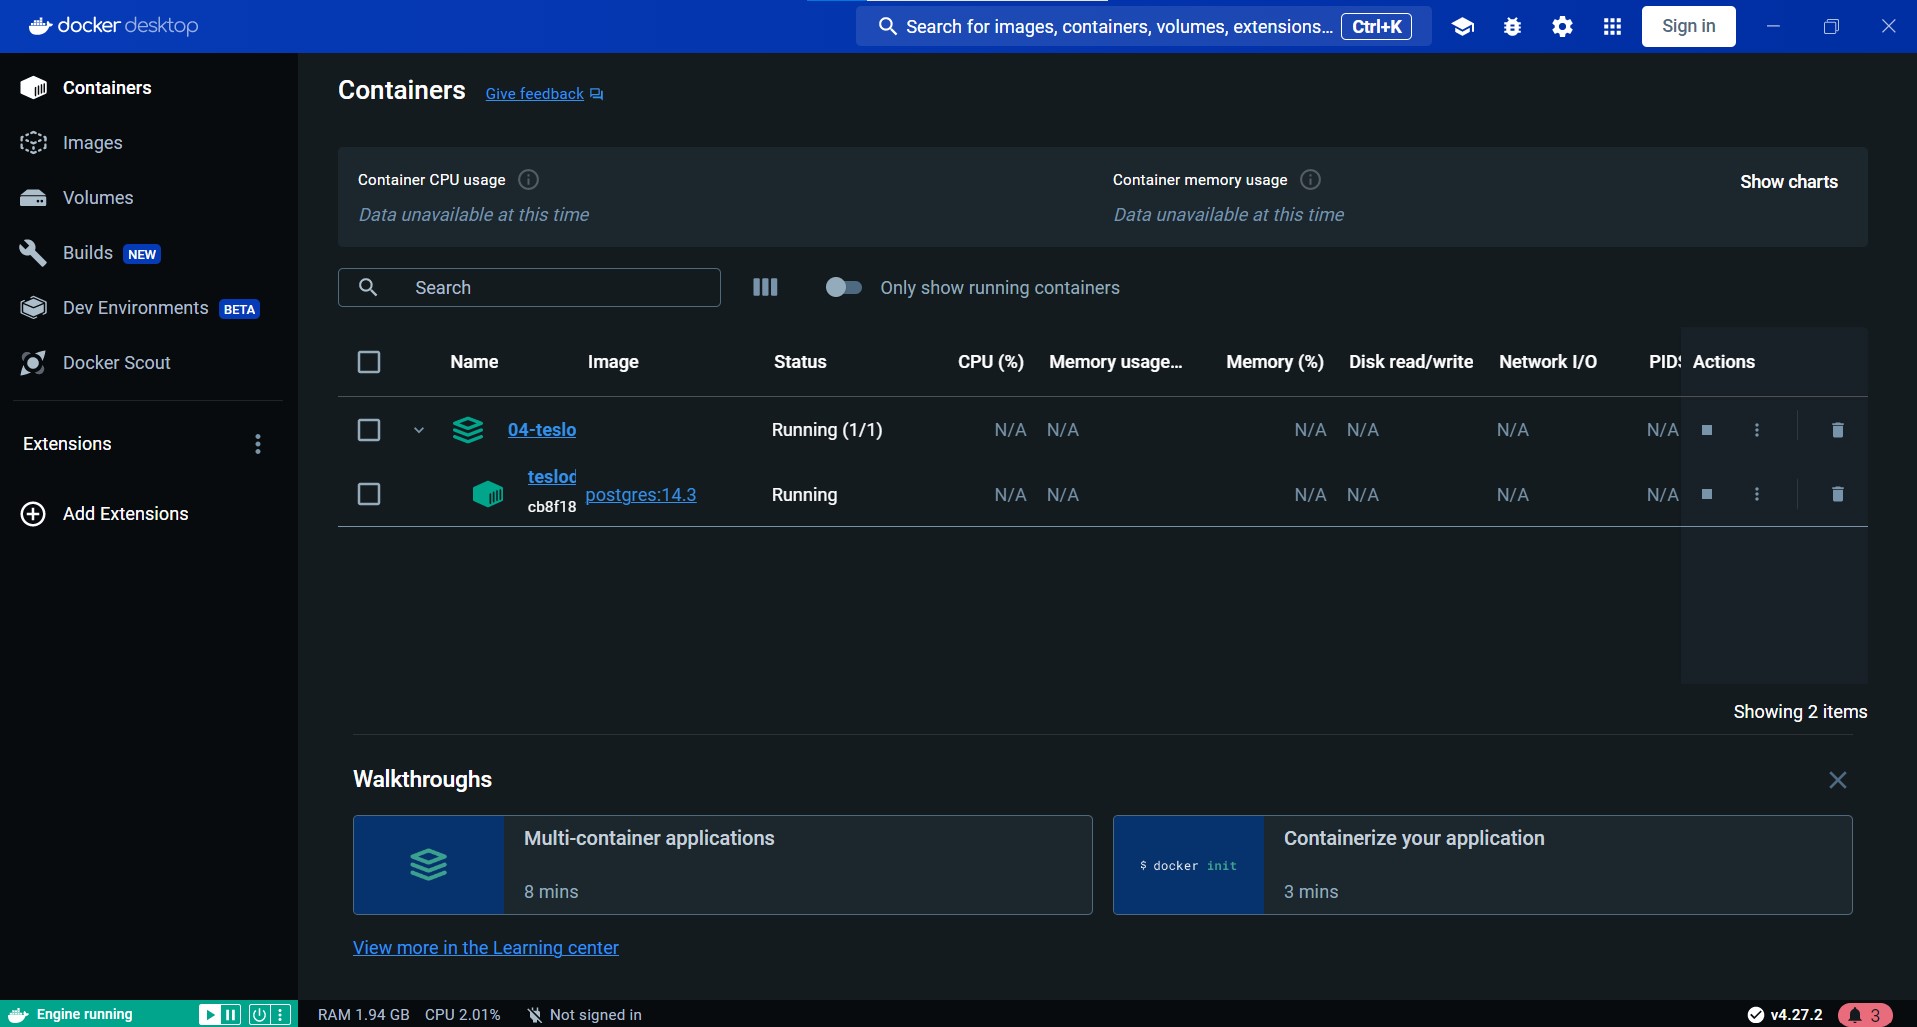 docker desktop
Search for images, containers, volumes, extensions... Ctrl+K
Sign in
Containers
Images
Volumes
Builds NEW
Dev Environments BETA
Docker Scout
Extensions
Add Extensions
Containers Give feedback
Container CPU usage
Data unavailable at this time
Container memory usage
Data unavailable at this time
Show charts
Search
Only show running containers
Name Image Status CPU (%) Memory usage... Memory (%) Disk read/write Network I/O PIDS Actions
04-teslo Running (1/1) N/A N/A N/A N/A N/A N/A
teslod
cb8f18
postgres:14.3 Running N/A N/A N/A N/A N/A N/A
Showing 2 items
Walkthroughs
Multi-container applications
8 mins
$ docker init
Containerize your application
3 mins
View more in the Learning center
Engine running
RAM 1.94 GB CPU 2.01% Not signed in
v4.27.2
3